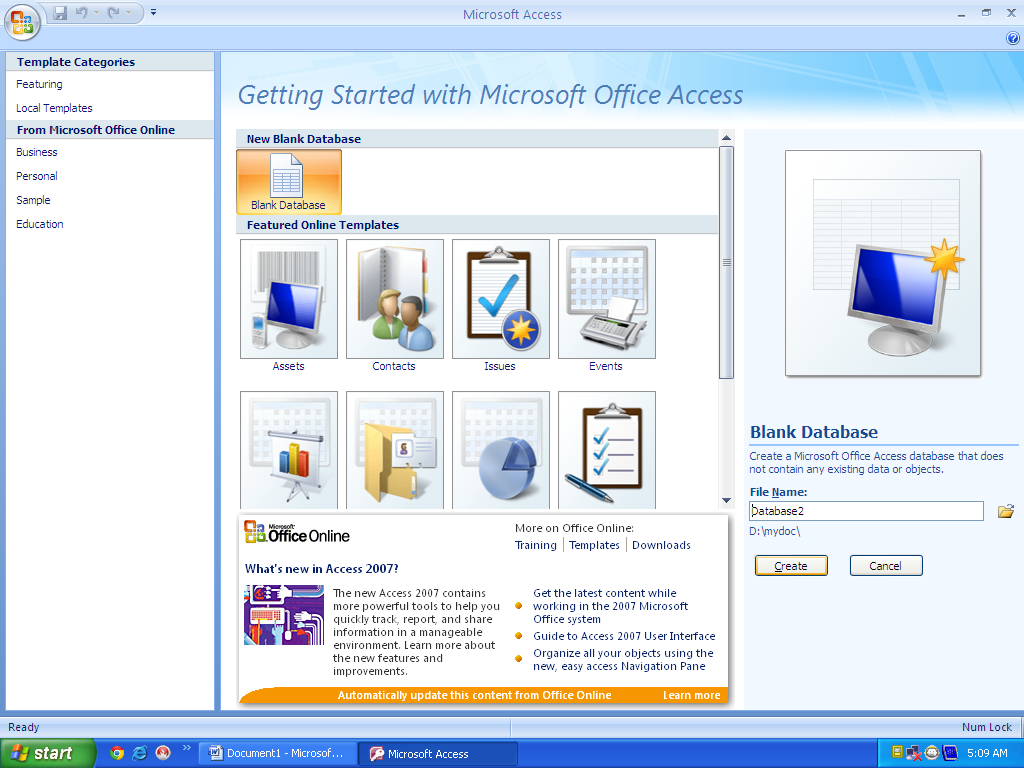 Microsoft Access
Template Categories
Featuring
Local Templates
From Microsoft Office Online
Business
Personal
Sample
Education
Getting Started with Microsoft Office Access
New Blank Database
Blank Database
Featured Online Templates
Assets
Contacts
Issues
Events
Microsoft
Office Online
More on Office Online:
Training | Templates | Downloads
What's new in Access 2007?
The new Access 2007 contains
more powerful tools to help you
quickly track, report, and share
information in a manageable
environment. Learn more about
the new features and
improvements.
Get the latest content while
working in the 2007 Microsoft
Office system
Guide to Access 2007 User Interface
Organize all your objects using the
new, easy access Navigation Pane
Automatically update this content from Office Online
Learn more
Blank Database
Create a Microsoft Office Access database that does
not contain any existing data or objects.
File Name:
Database2
D:\mydoc\
Create
Cancel
Ready
Num Lock
start
Document1 - Microsof...
Microsoft Access
5:09 AM